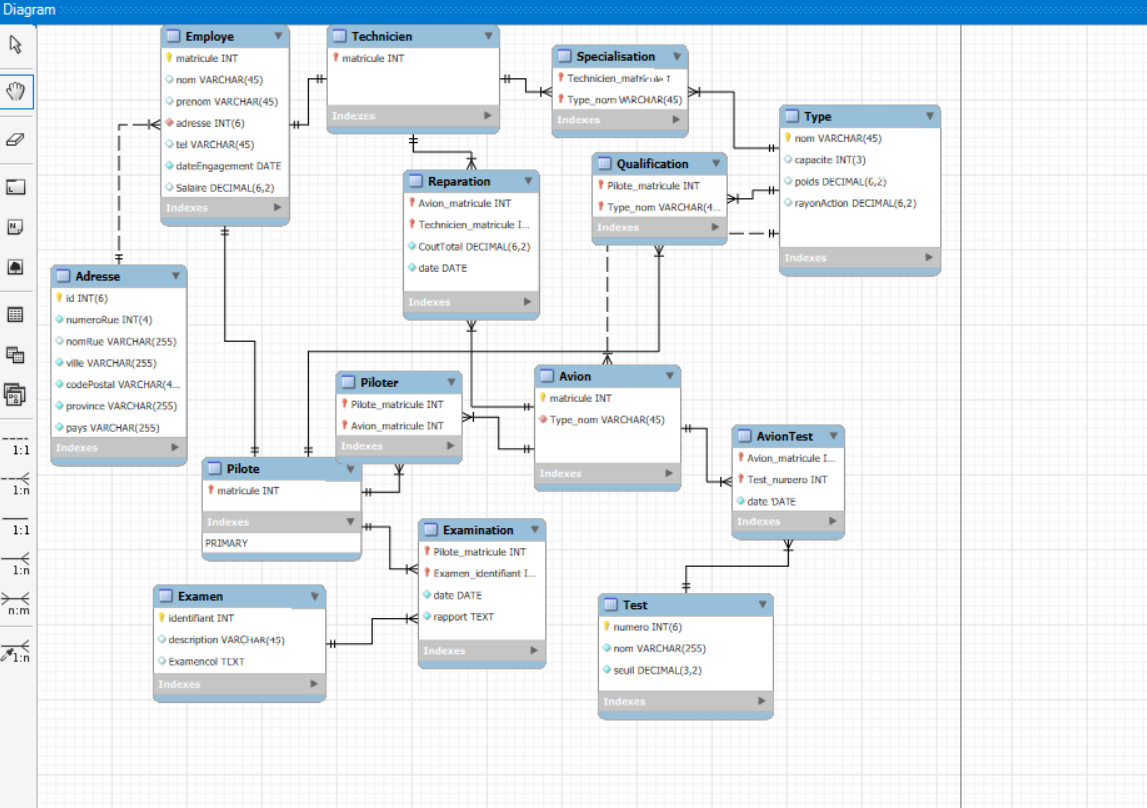 Diagram
Employe
matricule INT
nom VARCHAR(45)
prenom VARCHAR(45)
adresse INT(6)
tel VARCHAR(45)
dateEngagement DATE
Salaire DECIMAL(6,2)
Indexes
Technicien
matricule INT
Indexes
Specialisation
Technicien_matricule
Type_nom VARCHAR(45)
Indexes
Type
nom VARCHAR(45)
capacite INT(3)
poids DECIMAL(6,2)
rayonAction DECIMAL(6,2)
Indexes
Qualification
Pilote_matricule INT
Type_nom VARCHAR(4...
Indexes
Reparation
Avion_matricule INT
Technicien_matricule I...
CoutTotal DECIMAL(6,2)
date DATE
Indexes
Adresse
id INT(6)
numeroRue INT(4)
nomRue VARCHAR(255)
ville VARCHAR(255)
codePostal VARCHAR(4...
province VARCHAR(255)
pays VARCHAR(255)
Indexes
Piloter
Pilote_matricule INT
Avion_matricule INT
Indexes
Avion
matricule INT
Type_nom VARCHAR(45)
Indexes
AvionTest
Avion_matricule I...
Test_numero INT
date DATE
Indexes
Pilote
matricule INT
Indexes
PRIMARY
Examination
Pilote_matricule INT
Examen_identifiant I...
date DATE
rapport TEXT
Indexes
Examen
identifiant INT
description VARCHAR(45)
Examencol TEXT
Indexes
Test
numero INT(6)
nom VARCHAR(255)
seuil DECIMAL(3,2)
Indexes
1:1
1:n
1:1
1:n
n:m
1:n